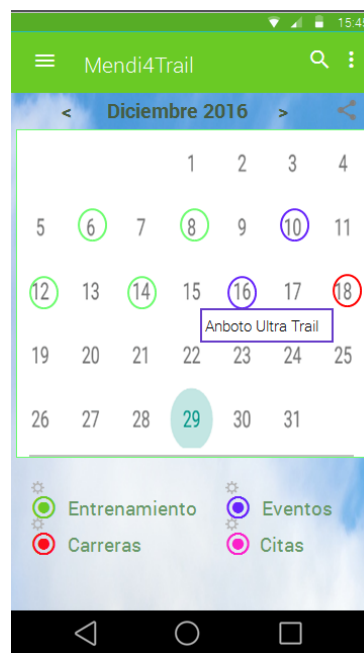 15:45
Mendi4Trail
< Diciembre 2016 >
1 2 3 4
5 6 7 8 9 10 11
12 13 14 15 16 17 18
Anboto Ultra Trail
19 20 21 22 23 24 25
26 27 28 29 30 31
Entrenamiento Eventos
Carreras Citas